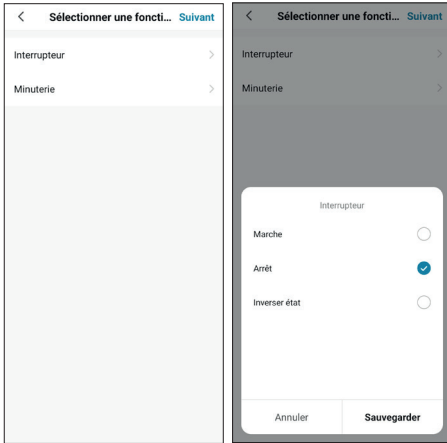 Sélectionner une foncti... Suivant
Interrupteur
Minuterie
Sélectionner une foncti... Suivant
Interrupteur
Minuterie
Interrupteur
Marche
Arrêt
Inverser état
Annuler Sauvegarder